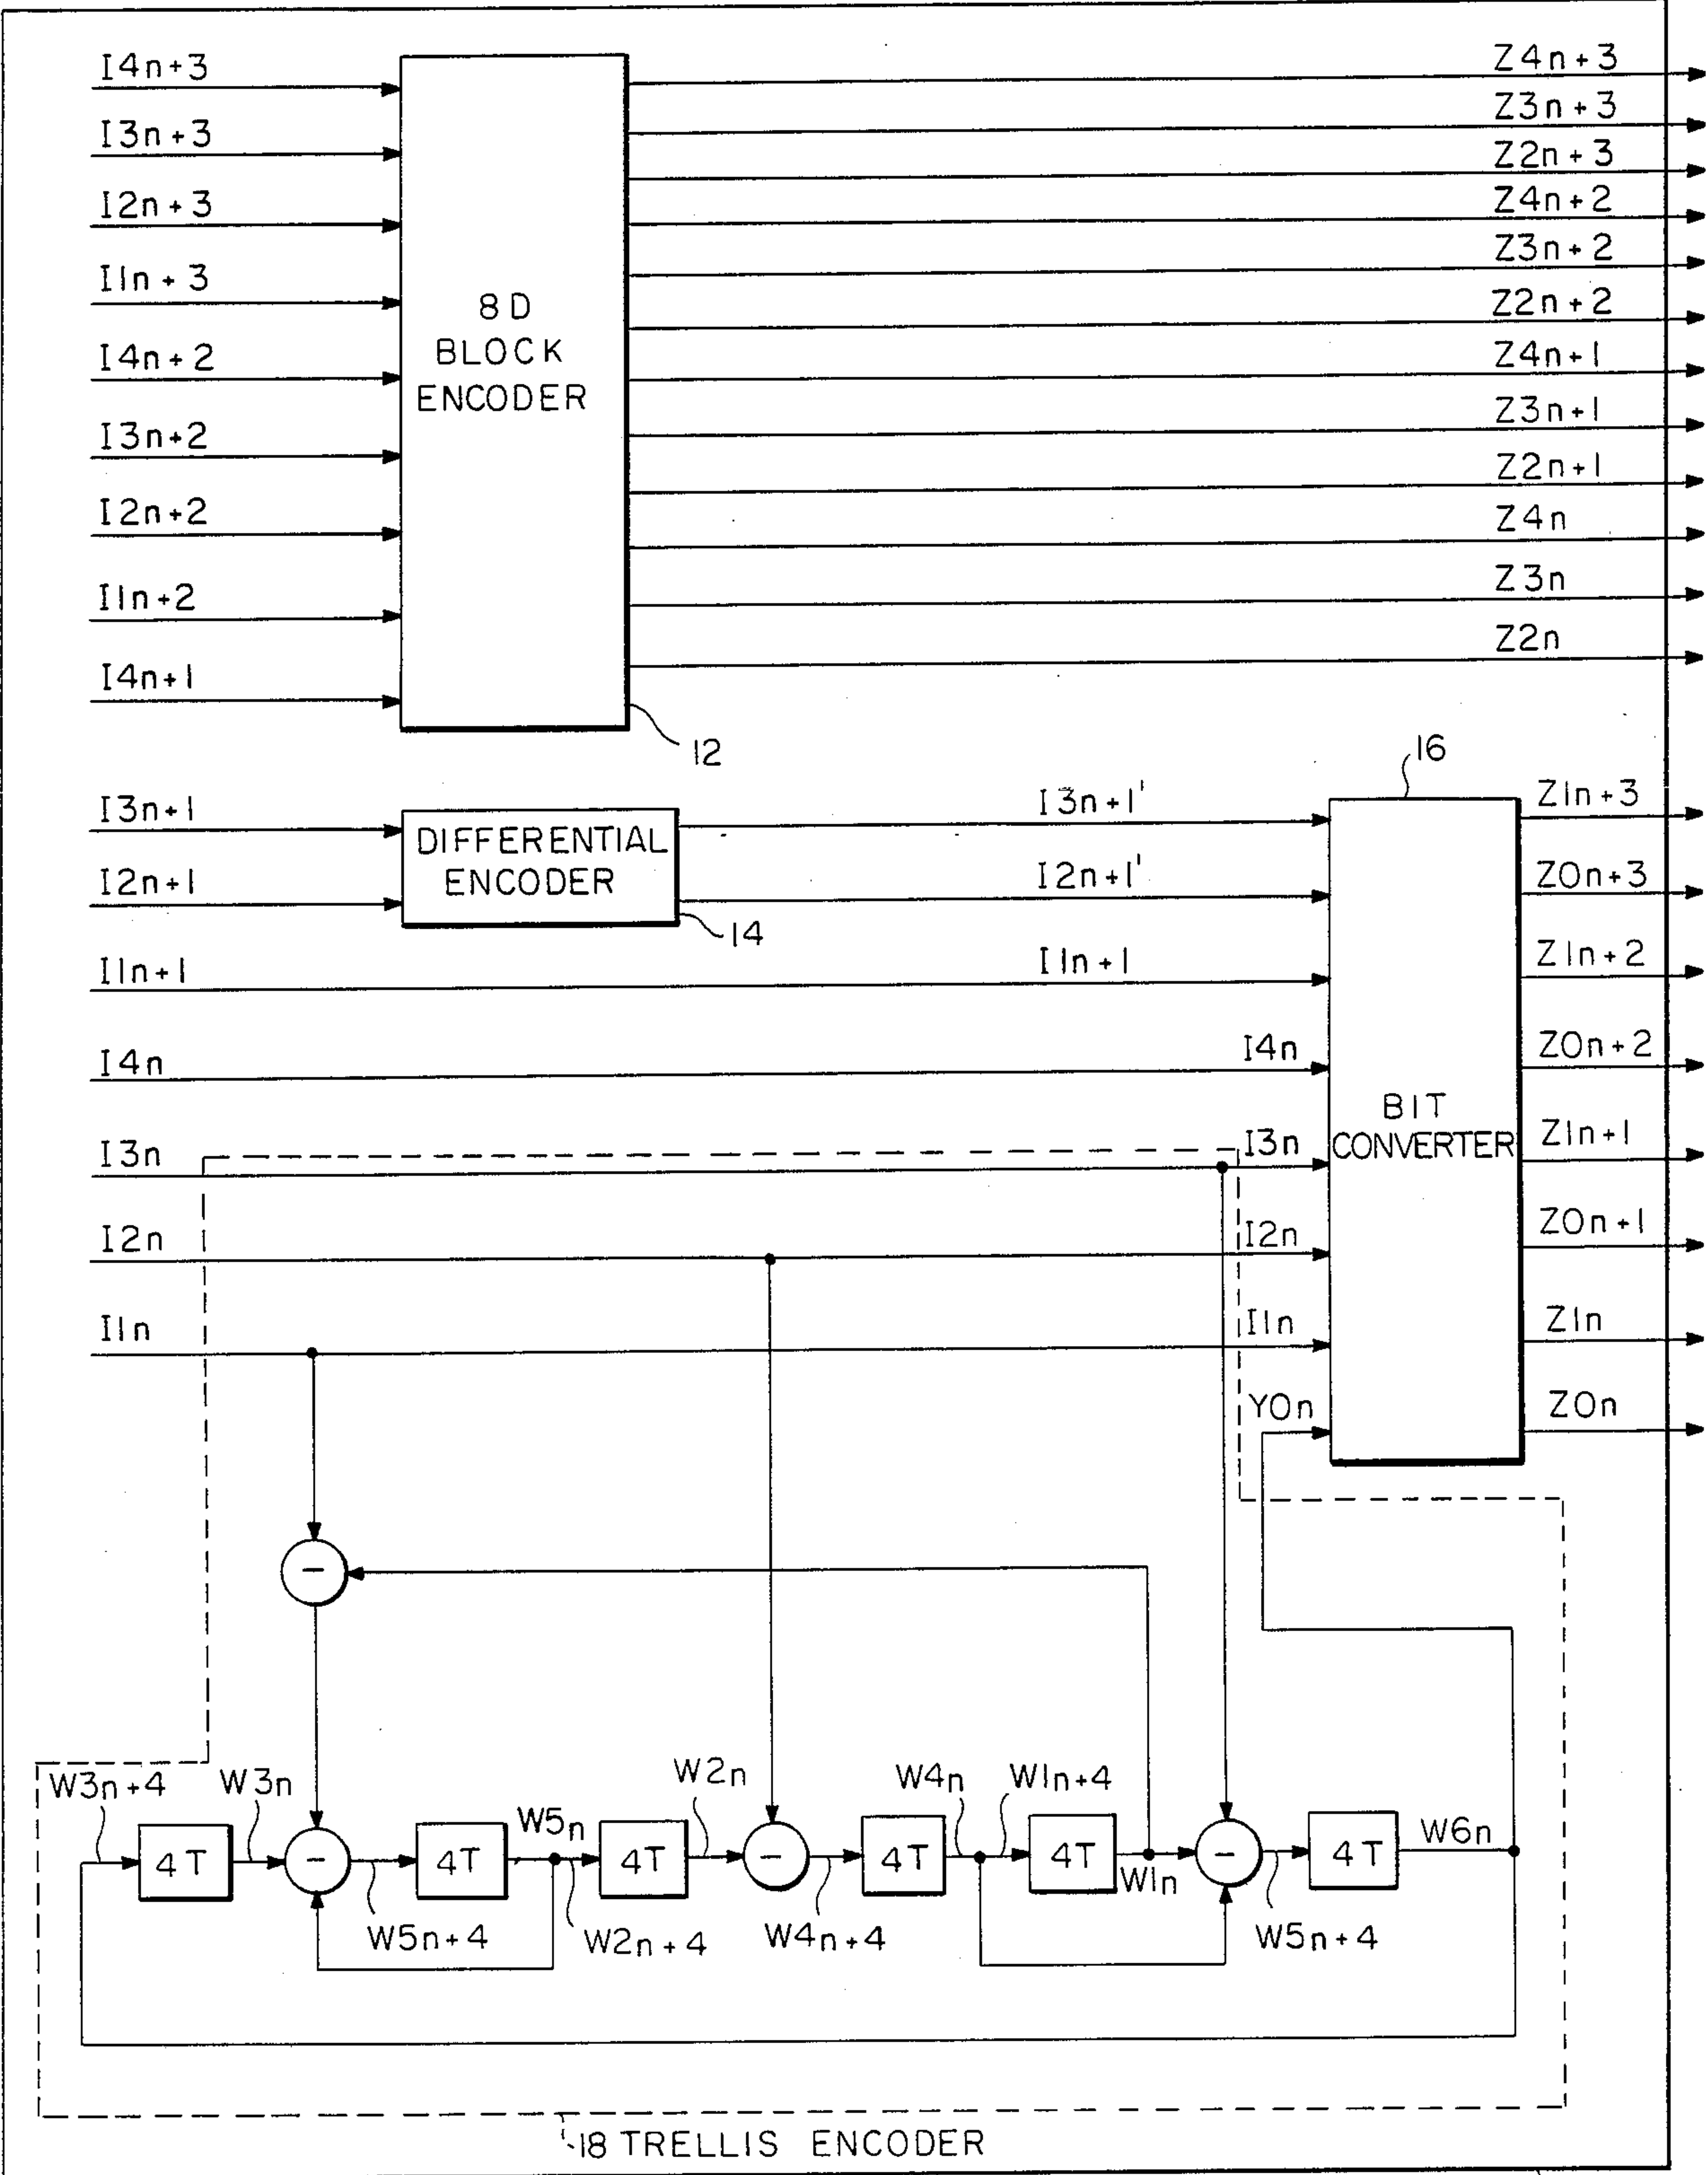 I4n+3
I3n+3
I2n+3
I1n+3
I4n+2
I3n+2
I2n+2
I1n+2
I4n+1
8D
BLOCK
ENCODER
12
Z4n+3
Z3n+3
Z2n+3
Z4n+2
Z3n+2
Z2n+2
Z4n+1
Z3n+1
Z2n+1
Z4n
Z3n
Z2n
I3n+1
I2n+1
DIFFERENTIAL
ENCODER
14
I3n+1'
I2n+1'
I1n+1
I1n+1
I4n
I4n
I3n
I3n
I2n
I2n
I1n
I1n
Y0n
16
BIT
CONVERTER
Z1n+3
Z0n+3
Z1n+2
Z0n+2
Z1n+1
Z0n+1
Z1n
Z0n
−
W3n+4
4T
W3n
−
W5n+4
4T
W5n
W2n+4
4T
W2n
−
W4n+4
4T
W4n
W1n+4
4T
W1n
−
W5n+4
4T
W6n
18 TRELLIS ENCODER